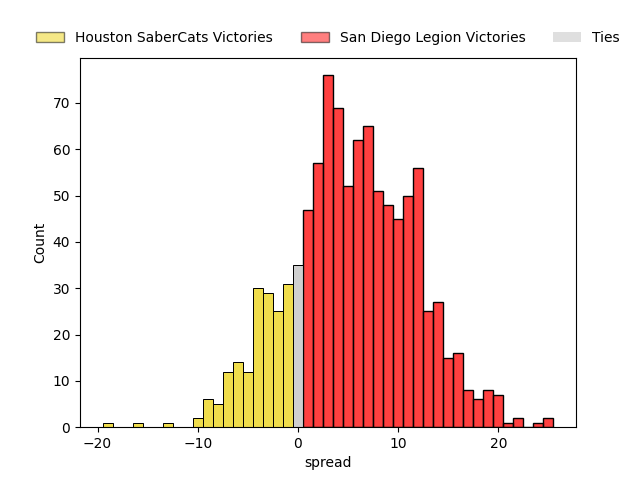 Houston SaberCats Victories San Diego Legion Victories Ties
70
60
50
40
30
20
10
0
Count
−20 −10 0 10 20
spread